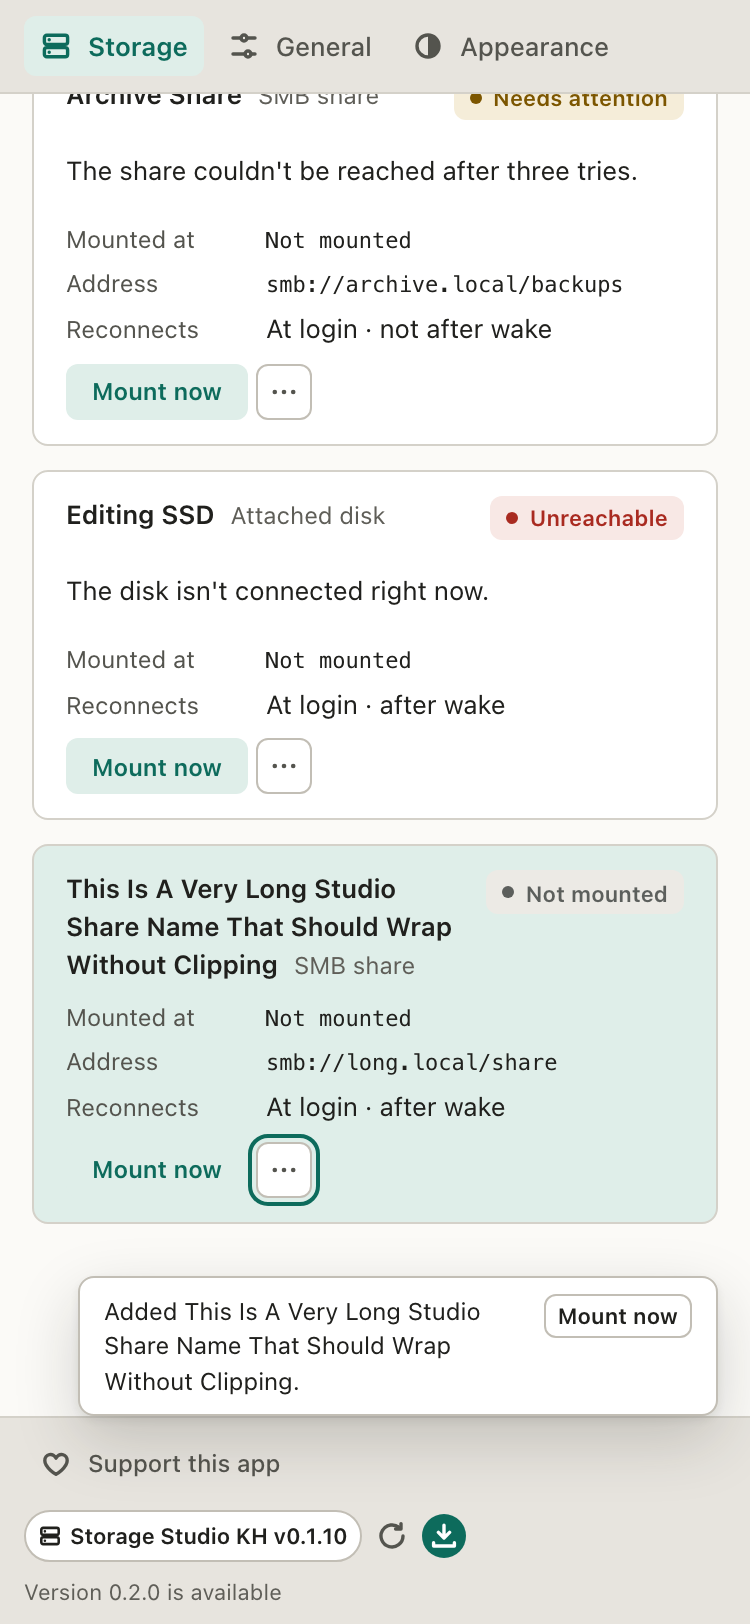 Storage
General
Appearance
Archive Share SMB share
Needs attention
The share couldn't be reached after three tries.
Mounted at Not mounted
Address smb://archive.local/backups
Reconnects At login · not after wake
Mount now ...
Editing SSD Attached disk
Unreachable
The disk isn't connected right now.
Mounted at Not mounted
Reconnects At login · after wake
Mount now ...
This Is A Very Long Studio
Share Name That Should Wrap
Without Clipping SMB share
Not mounted
Mounted at Not mounted
Address smb://long.local/share
Reconnects At login · after wake
Mount now ...
Added This Is A Very Long Studio
Share Name That Should Wrap
Without Clipping.
Mount now
Support this app
Storage Studio KH v0.1.10
Version 0.2.0 is available